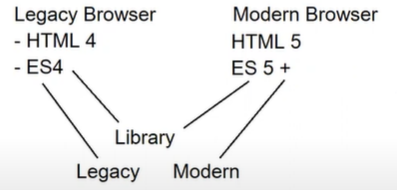 Legacy Browser
- HTML 4
- ES4
Modern Browser
HTML 5
ES 5 +
Library
Legacy
Modern